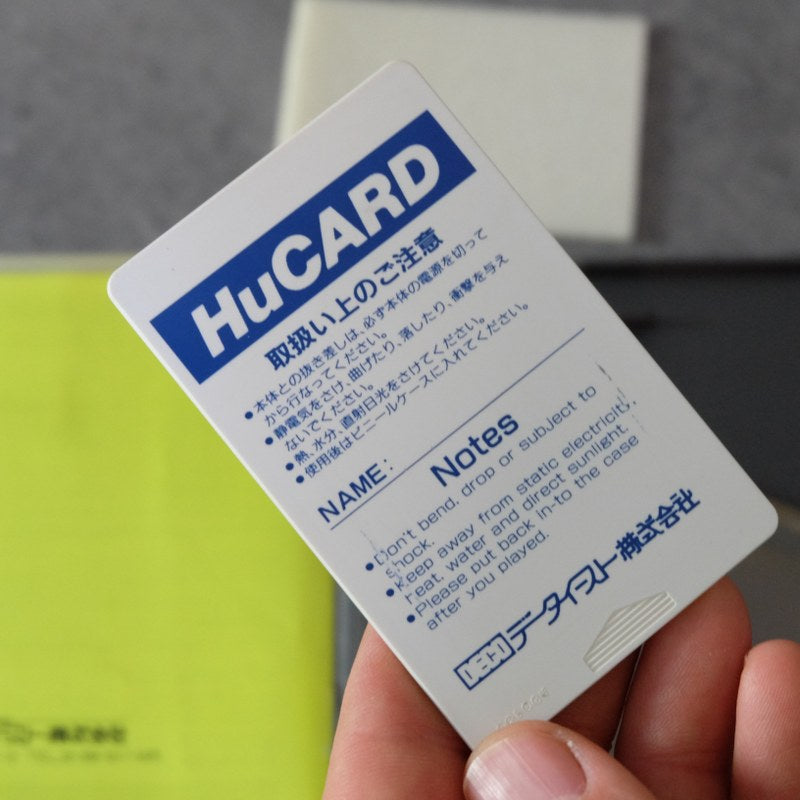 HuCARD
取扱い上のご注意
●本体との抜き差しは、必ず本体の電源を切って
から行なってください。
●静電気をさけ、曲げたり、落したり、衝撃を与え
ないでください。
●熱、水分、直射日光をさけてください。
●使用後はビニールケースに入れてください。
NAME:
Notes
●Don't bend, drop or subject to
shock.
●Keep away from static electricity,
heat, water and direct sunlight.
●Please put back in-to the case
after you played.
DECO データイースト株式会社